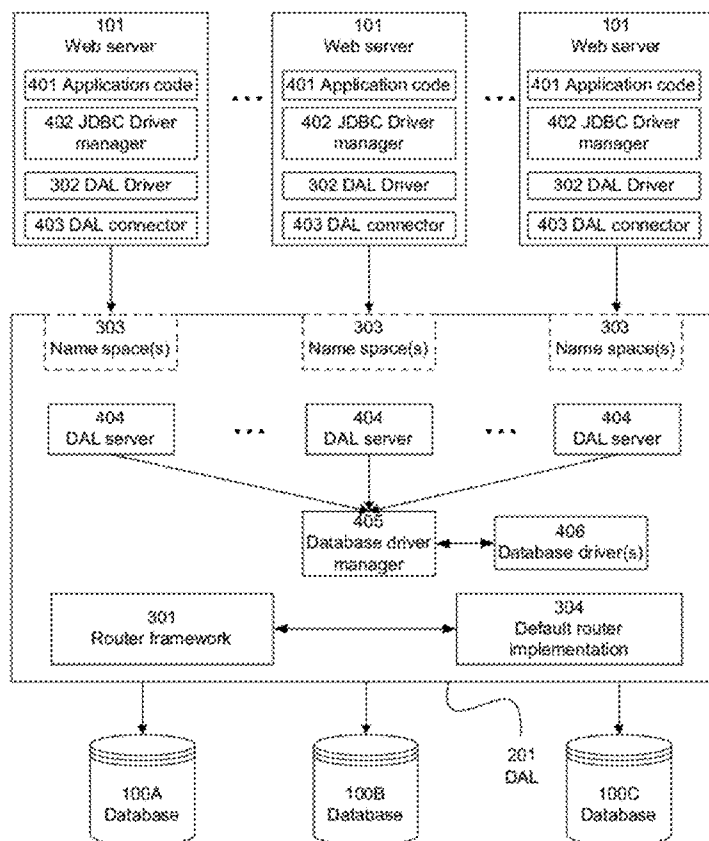 101 101 101
Web server Web server Web server
401 Application code ... 401 Application code ... 401 Application code
402 JDBC Driver 402 JDBC Driver 402 JDBC Driver
manager manager manager
302 DAL Driver 302 DAL Driver 302 DAL Driver
403 DAL connector 403 DAL connector 403 DAL connector
303 303 303
Name space(s) Name space(s) Name space(s)
404 404 404
DAL server ... DAL server ... DAL server
405
Database driver
manager
406
Database driver(s)
301
Router framework
304
Default router
implementation
201
DAL
100A
Database
100B
Database
100C
Database